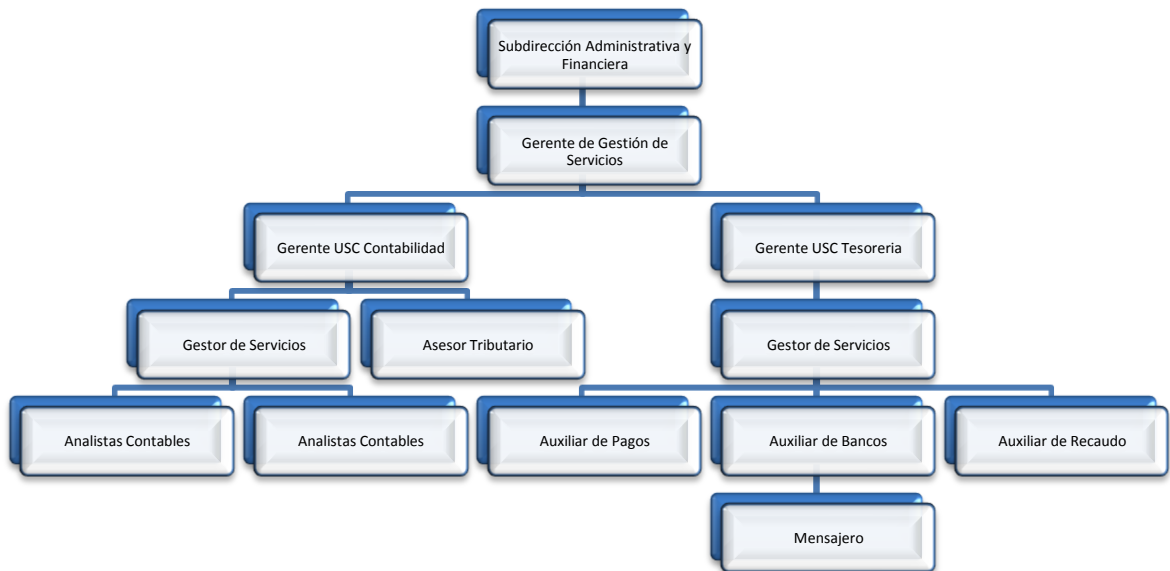 Subdirección Administrativa y
Financiera
Gerente de Gestión de
Servicios
Gerente USC Contabilidad
Gerente USC Tesoreria
Gestor de Servicios
Asesor Tributario
Gestor de Servicios
Analistas Contables
Analistas Contables
Auxiliar de Pagos
Auxiliar de Bancos
Auxiliar de Recaudo
Mensajero